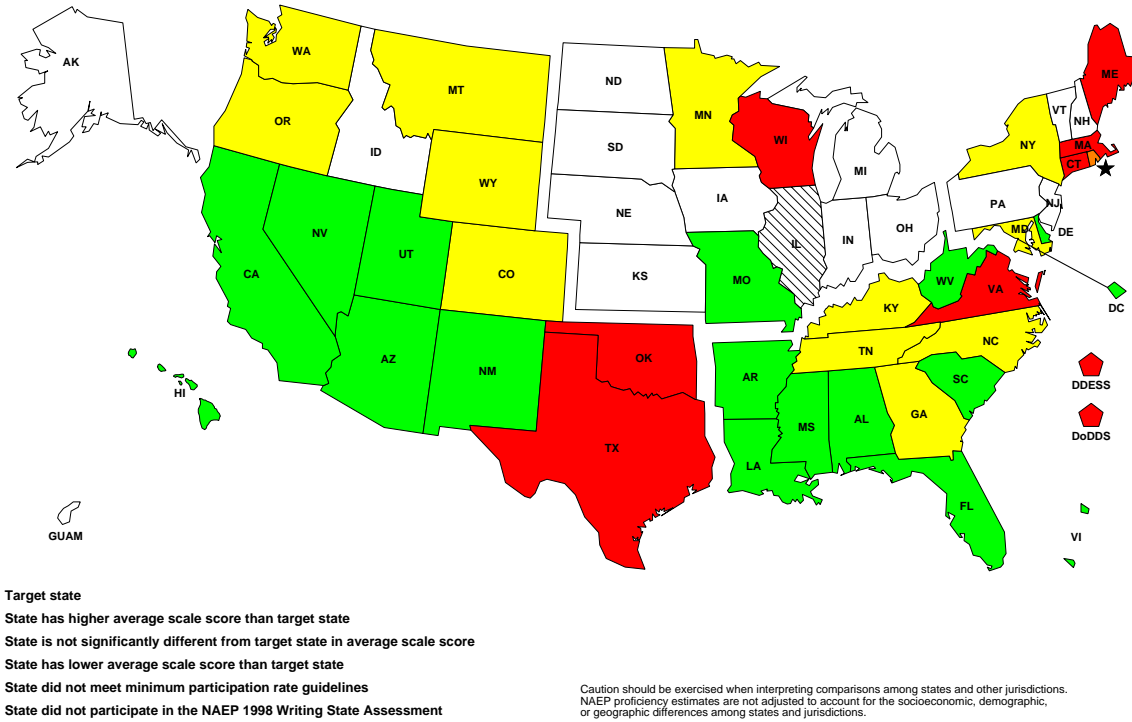 AK
WA
MT
ND
MN
ME
VT
NH
OR
ID
SD
WI
NY
MA
CT
WY
MI
IA
PA
NJ
NE
OH
MD
DE
NV
UT
CO
IL
IN
CA
KS
MO
WV
VA
DC
KY
AZ
NM
OK
TN
NC
AR
SC
DDESS
HI
TX
MS
AL
GA
DoDDS
LA
FL
GUAM
VI
Target state
State has higher average scale score than target state
State is not significantly different from target state in average scale score
State has lower average scale score than target state
State did not meet minimum participation rate guidelines
State did not participate in the NAEP 1998 Writing State Assessment
Caution should be exercised when interpreting comparisons among states and other jurisdictions.
NAEP proficiency estimates are not adjusted to account for the socioeconomic, demographic,
or geographic differences among states and jurisdictions.